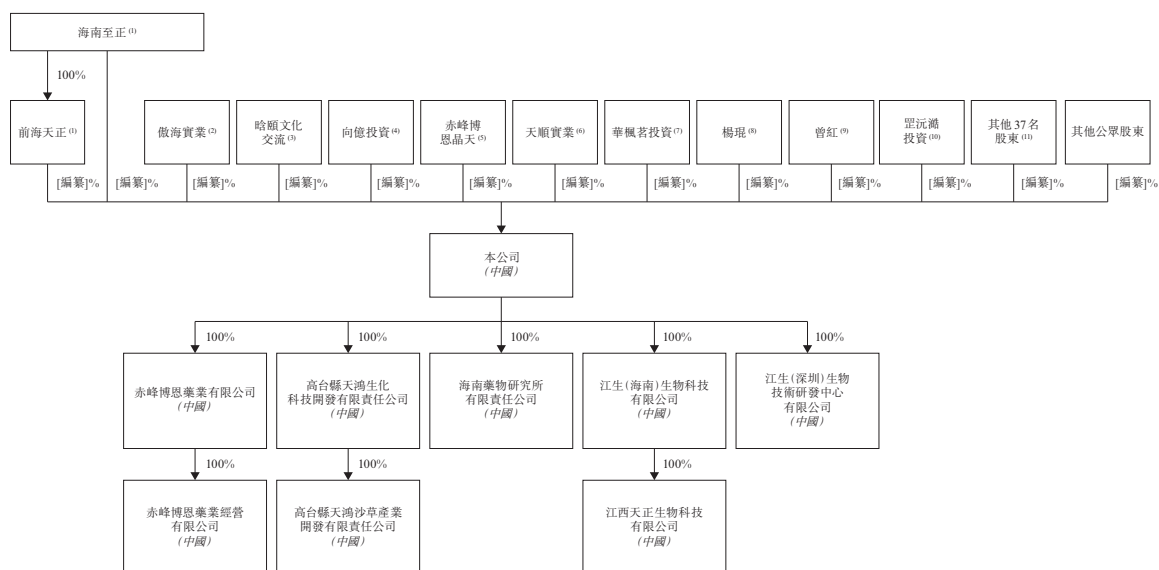 海南至正 (1)
100%
前海天正 (1)
傲海實業 (2)
晗頤文化
交流 (3)
向億投資 (4)
赤峰博
恩晶天 (5)
天順實業 (6)
華楓茗投資 (7)
楊琨 (8)
曾紅 (9)
罡沅澔
投資 (10)
其他 37名
股東 (11)
其他公眾股東
[編纂]%
[編纂]%
[編纂]%
[編纂]%
[編纂]%
[編纂]%
[編纂]%
[編纂]%
[編纂]%
[編纂]%
[編纂]%
[編纂]%
[編纂]%
本公司
(中國)
100%
100%
100%
100%
100%
赤峰博恩藥業有限公司
(中國)
高台縣天鴻生化
科技開發有限責任公司
(中國)
海南藥物研究所
有限責任公司
(中國)
江生(海南)生物科技
有限公司
(中國)
江生(深圳)生物
技術研發中心
有限公司
(中國)
100%
100%
100%
赤峰博恩藥業經營
有限公司
(中國)
高台縣天鴻沙草產業
開發有限責任公司
(中國)
江西天正生物科技
有限公司
(中國)